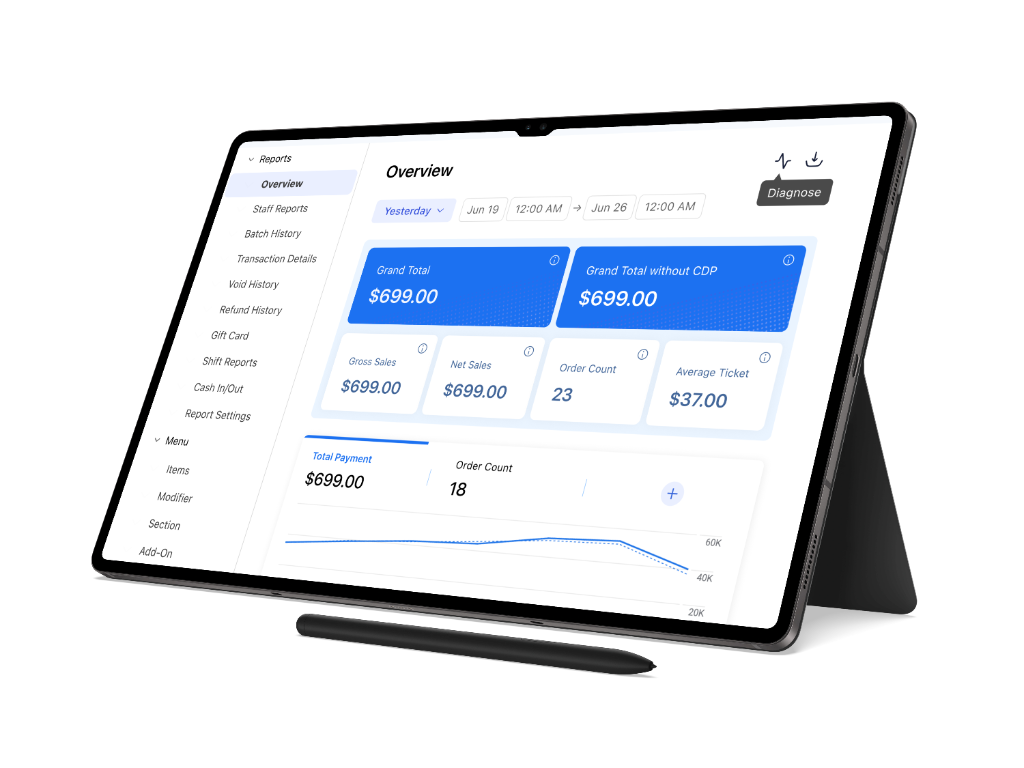 Reports
Overview
Staff Reports
Batch History
Transaction Details
Void History
Refund History
Gift Card
Shift Reports
Cash In/Out
Report Settings
Menu
Items
Modifier
Section
Add-On
Overview
Diagnose
Yesterday Jun 19 12:00 AM → Jun 26 12:00 AM
Grand Total
$699.00
Grand Total without CDP
$699.00
Gross Sales
$699.00
Net Sales
$699.00
Order Count
23
Average Ticket
$37.00
Total Payment
$699.00
Order Count
18
60K
40K
20K